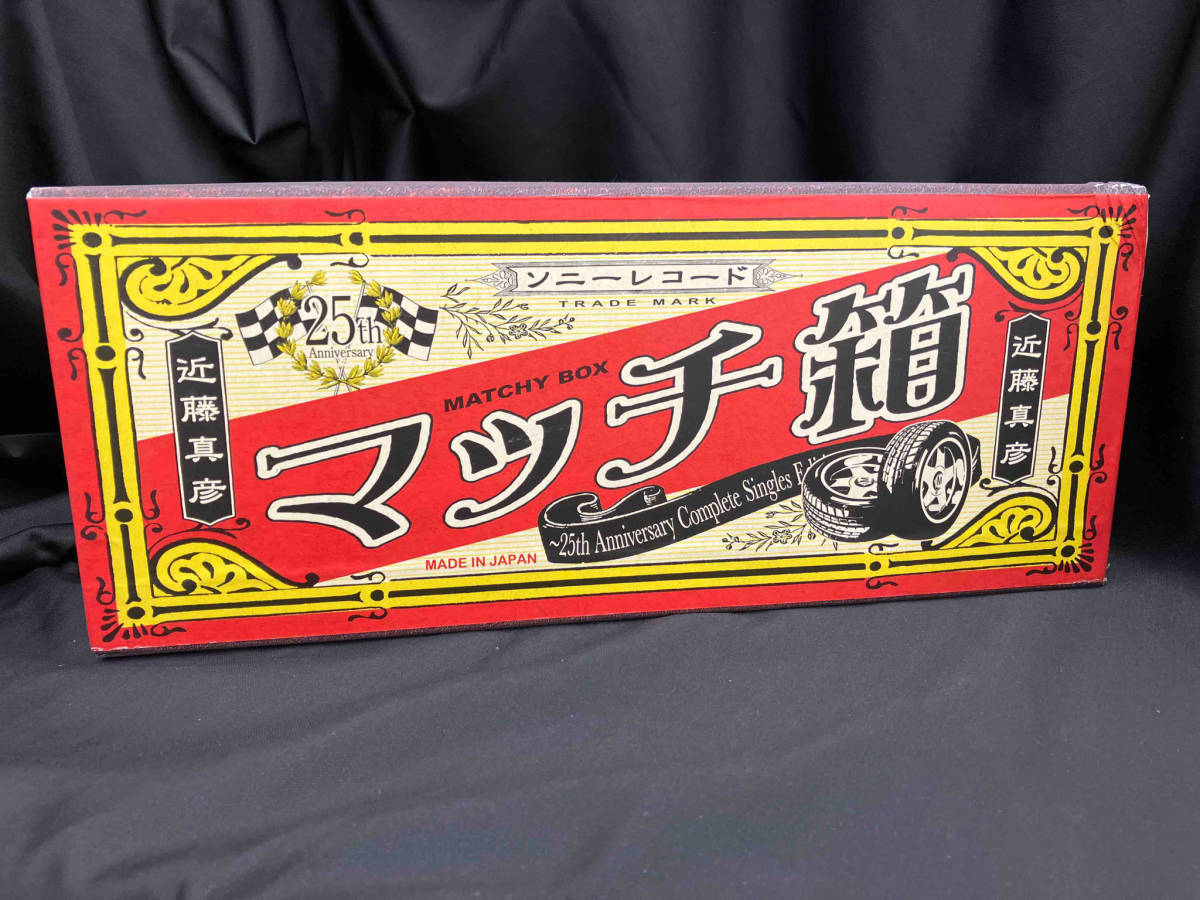 ソニーレコード
TRADE MARK
25th
Anniversary
近藤真彦
MATCHY BOX
マッチ箱
近藤真彦
~25th Anniversary Complete Singles
MADE IN JAPAN